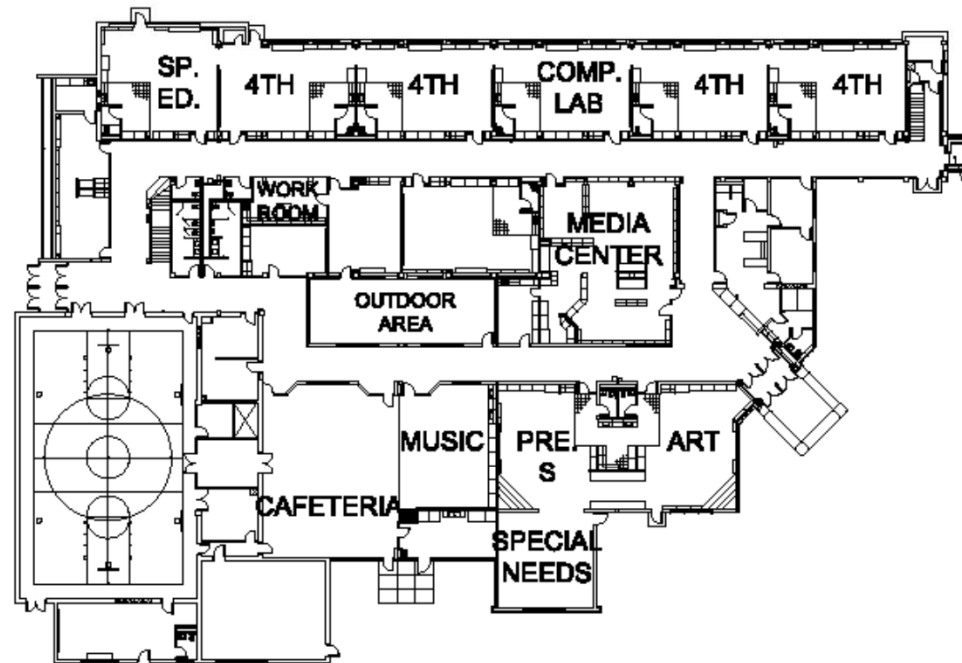 SP.
ED.
4TH
4TH
COMP.
LAB
4TH
4TH
WORK
ROOM
MEDIA
CENTER
OUTDOOR
AREA
MUSIC
PRE.
S
ART
CAFETERIA
SPECIAL
NEEDS